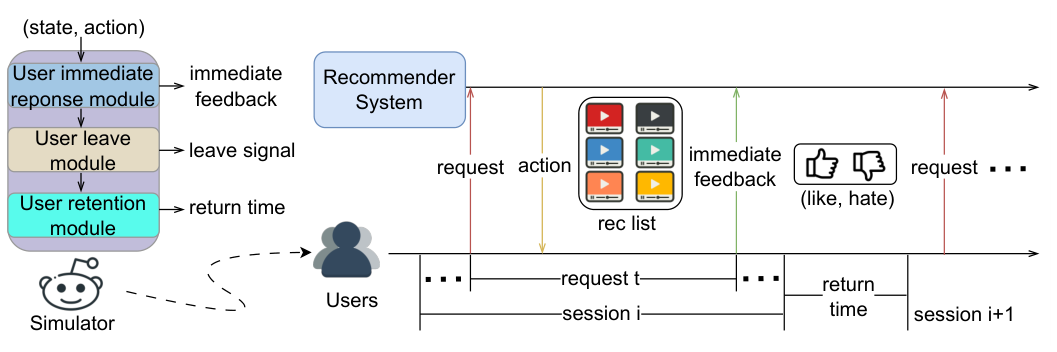 (state, action)
User immediate
reponse module
immediate
feedback
User leave
module
leave signal
User retention
module
return time
Simulator
Recommender
System
request
action
rec list
immediate
feedback
(like, hate)
request
...
Users
...
request t
...
return
time
session i
session i+1